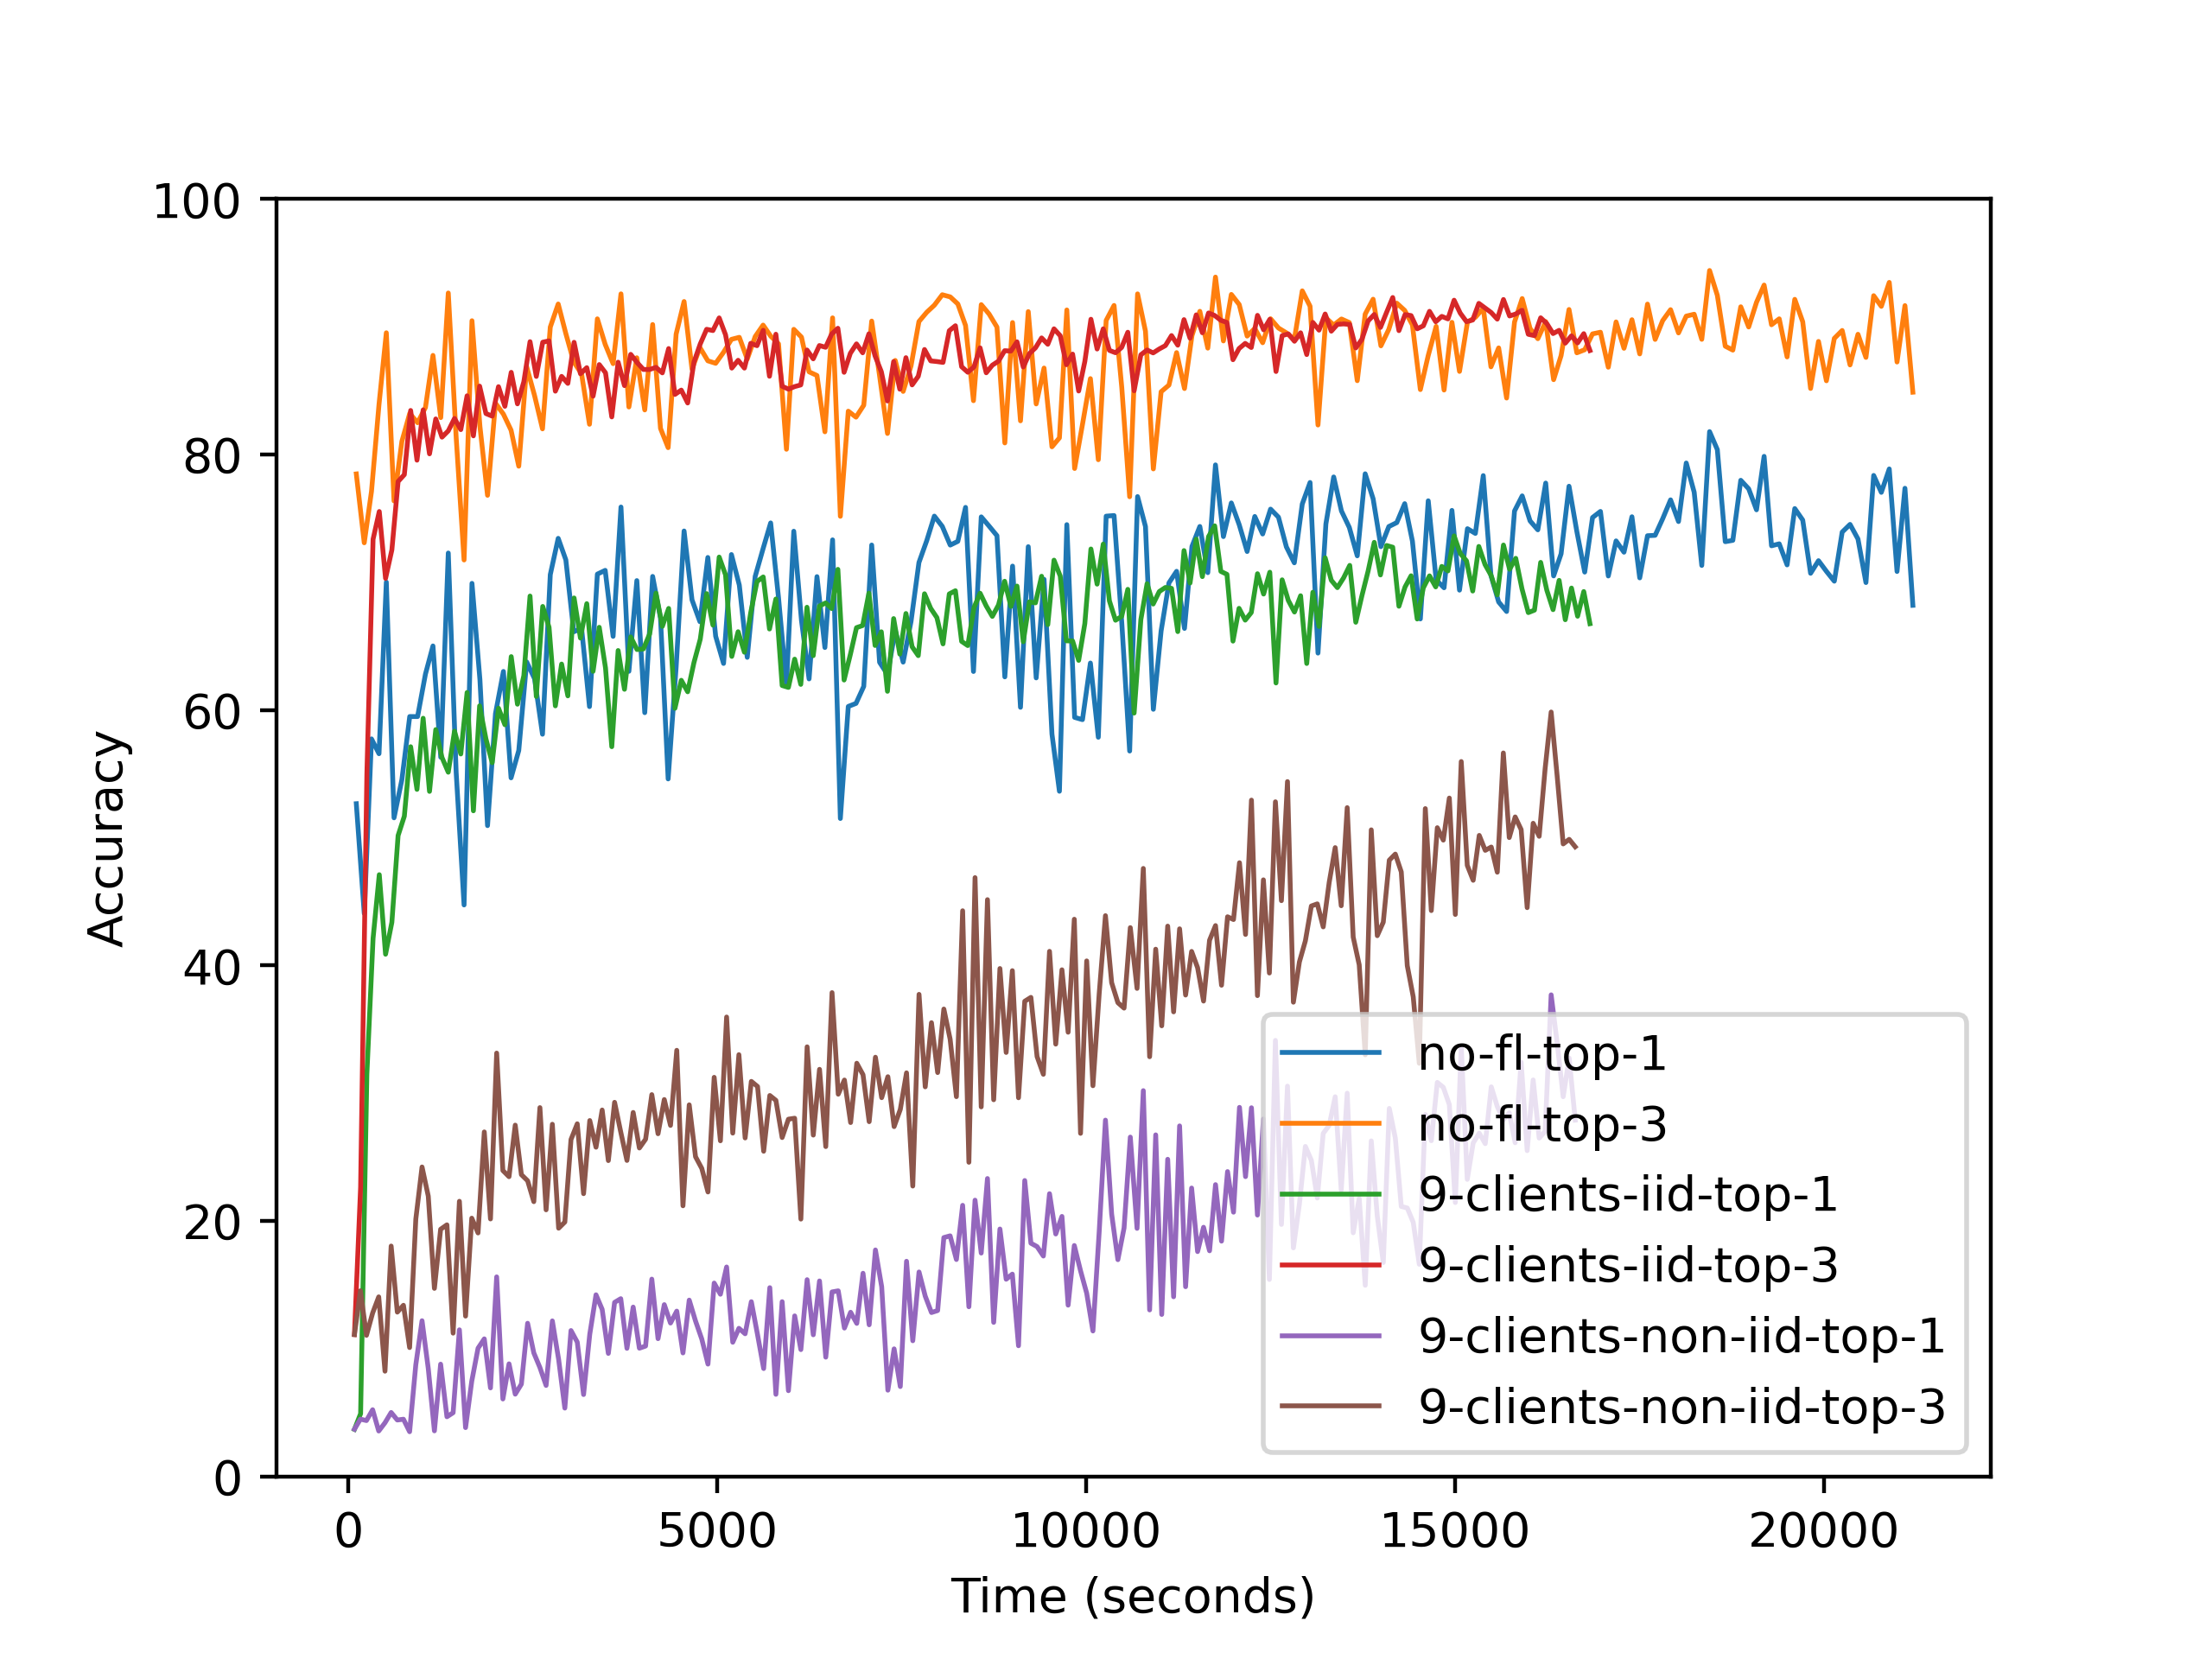 100
80
60
40
20
0
Accuracy
0 5000 10000 15000 20000
Time (seconds)
no-fl-top-1
no-fl-top-3
9-clients-iid-top-1
9-clients-iid-top-3
9-clients-non-iid-top-1
9-clients-non-iid-top-3